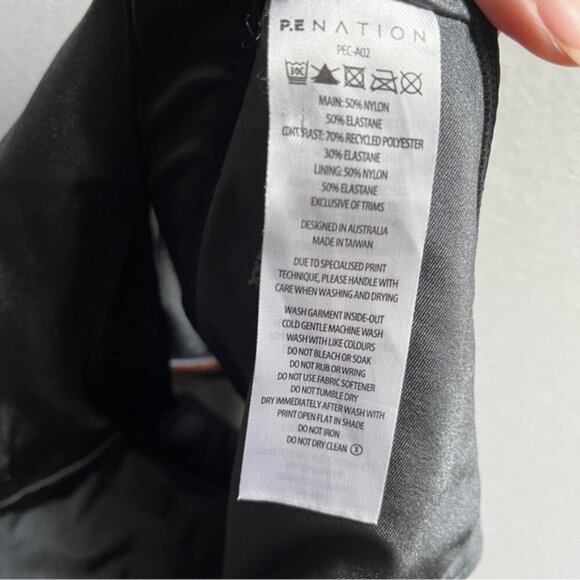 P.E NATION
PEC-A02
30C
MAIN: 50% NYLON
50% ELASTANE
CONTRAST: 70% RECYCLED POLYESTER
30% ELASTANE
LINING: 50% NYLON
50% ELASTANE
EXCLUSIVE OF TRIMS
DESIGNED IN AUSTRALIA
MADE IN TAIWAN
DUE TO SPECIALISED PRINT
TECHNIQUE, PLEASE HANDLE WITH
CARE WHEN WASHING AND DRYING
WASH GARMENT INSIDE-OUT
COLD GENTLE MACHINE WASH
WASH WITH LIKE COLOURS
DO NOT BLEACH OR SOAK
DO NOT RUB OR WRING
DO NOT USE FABRIC SOFTENER
DO NOT TUMBLE DRY
DRY IMMEDIATELY AFTER WASH WITH
PRINT OPEN FLAT IN SHADE
DO NOT IRON
DO NOT DRY CLEAN Ⓧ